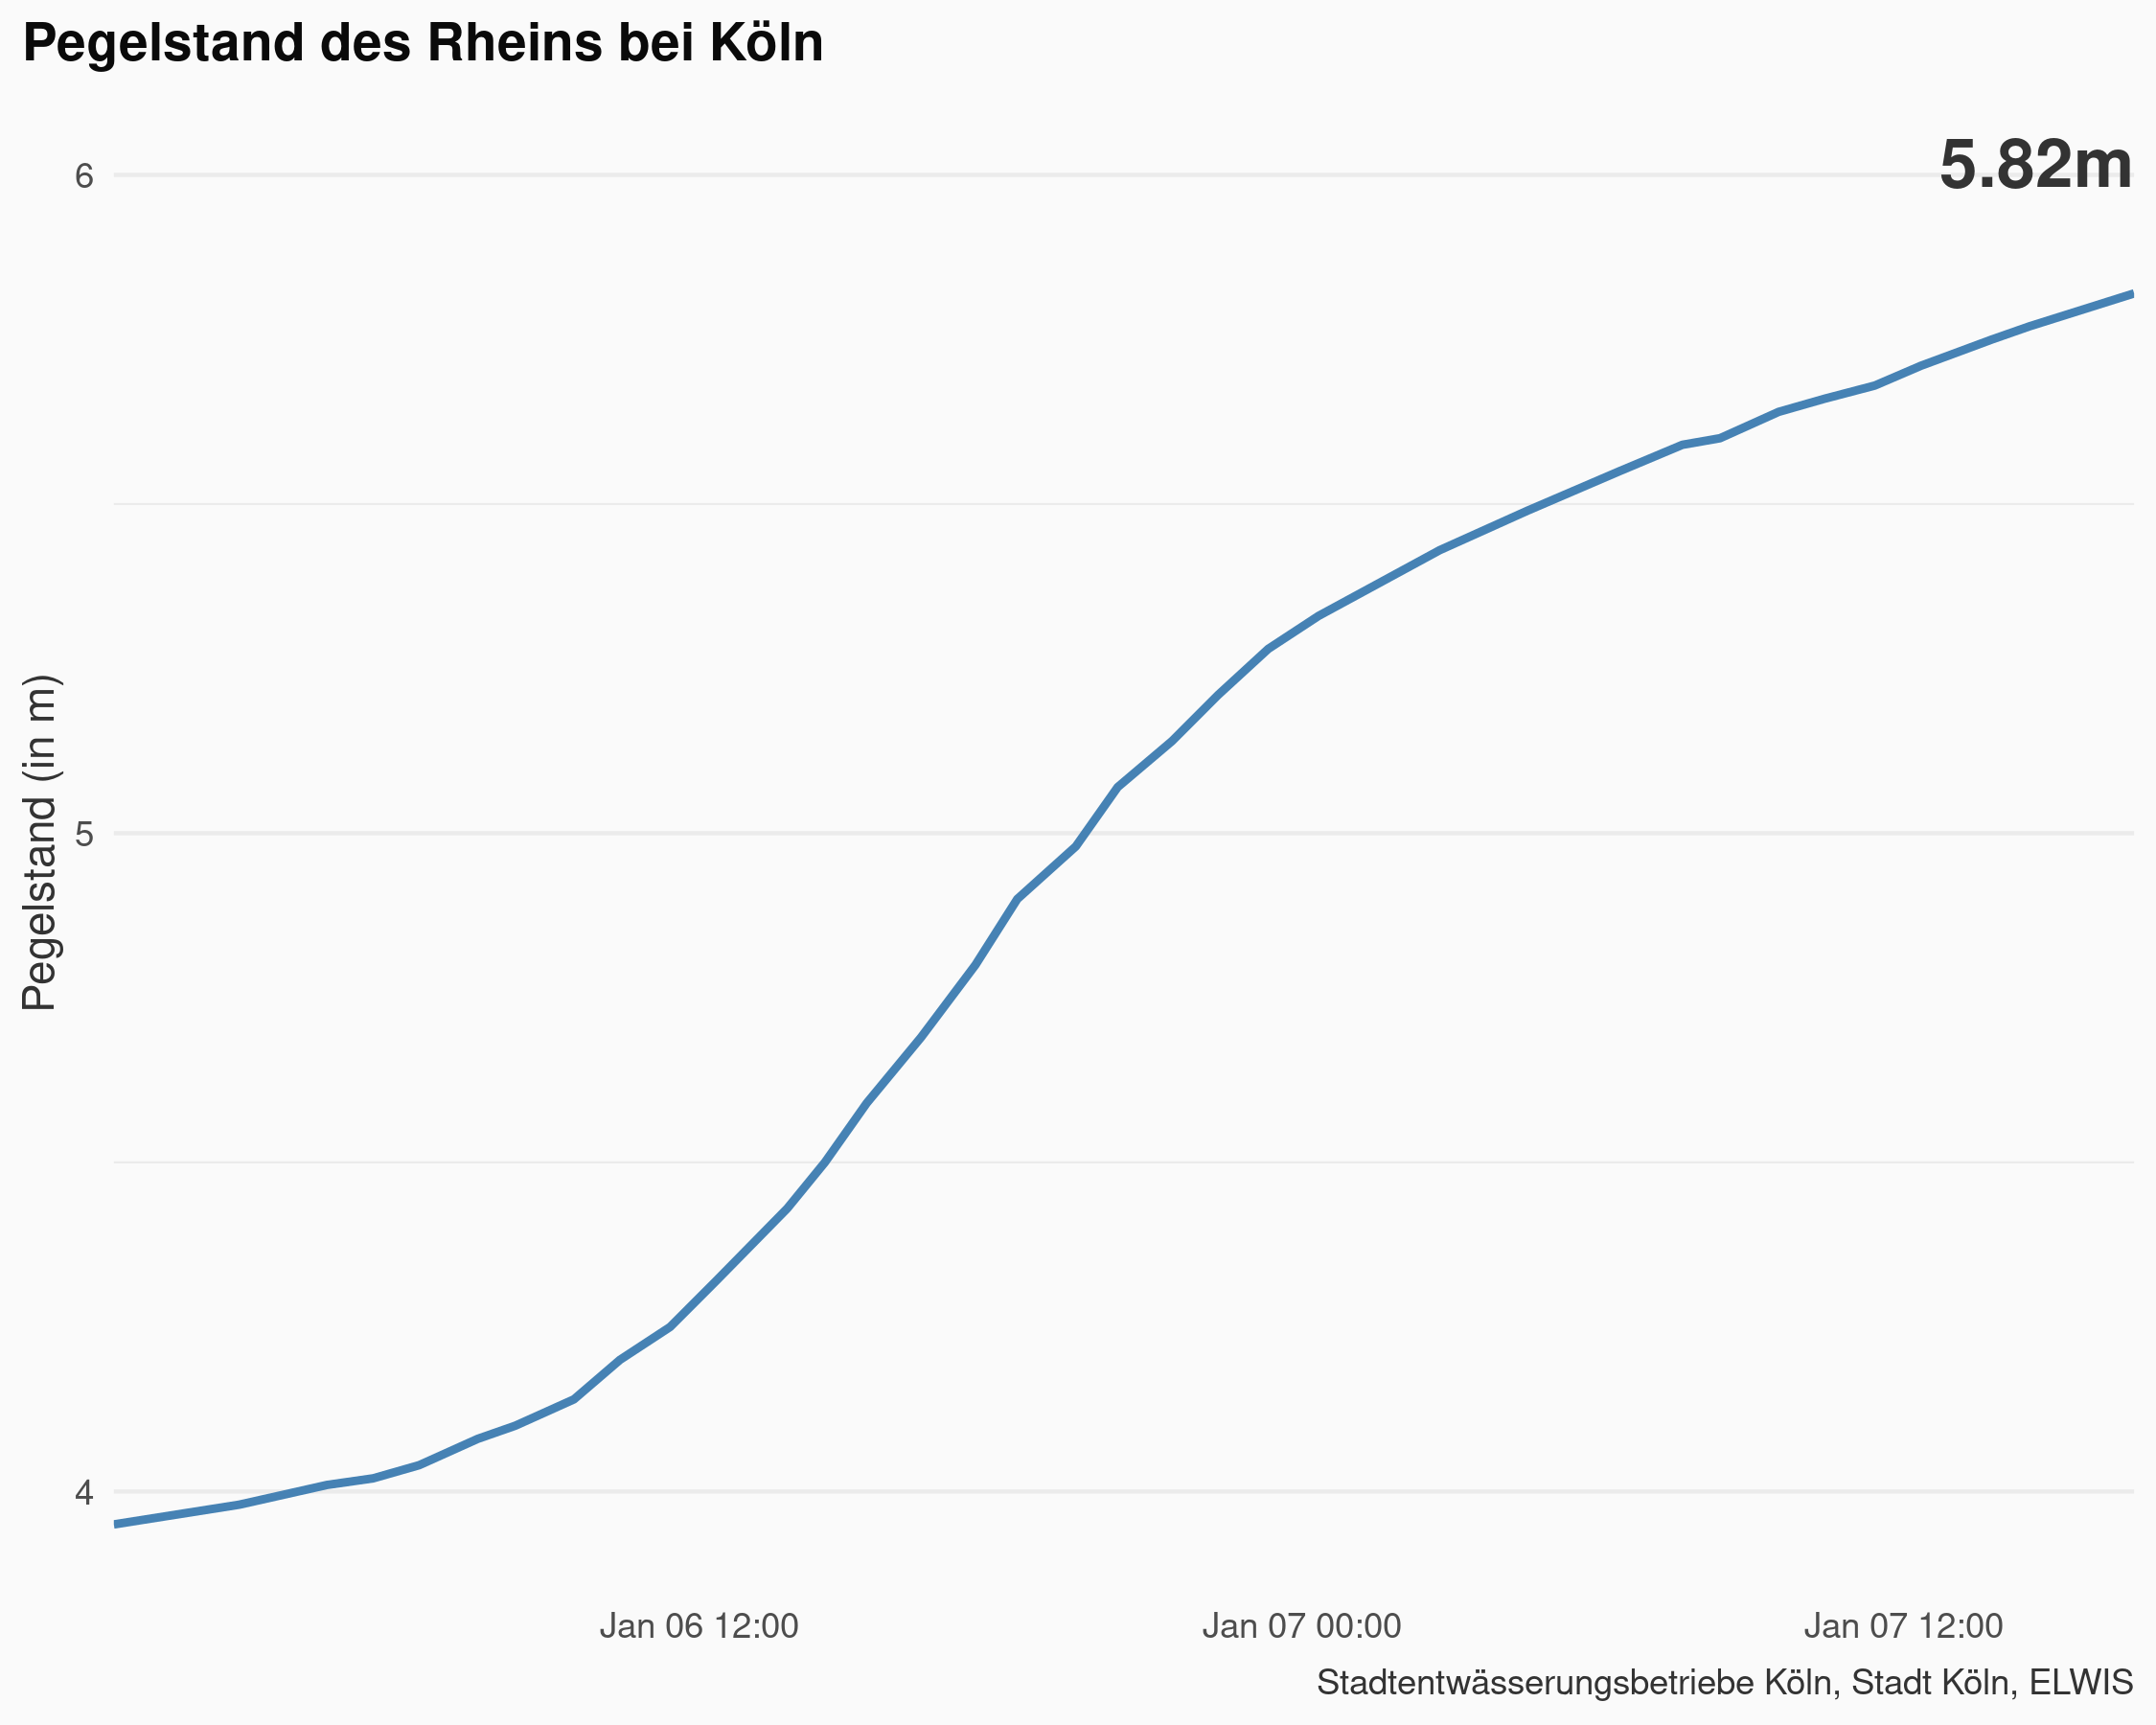 Pegelstand des Rheins bei Köln
5.82m
Pegelstand (in m)
6
5
4
Jan 06 12:00
Jan 07 00:00
Jan 07 12:00
Stadtentwässerungsbetriebe Köln, Stadt Köln, ELWIS